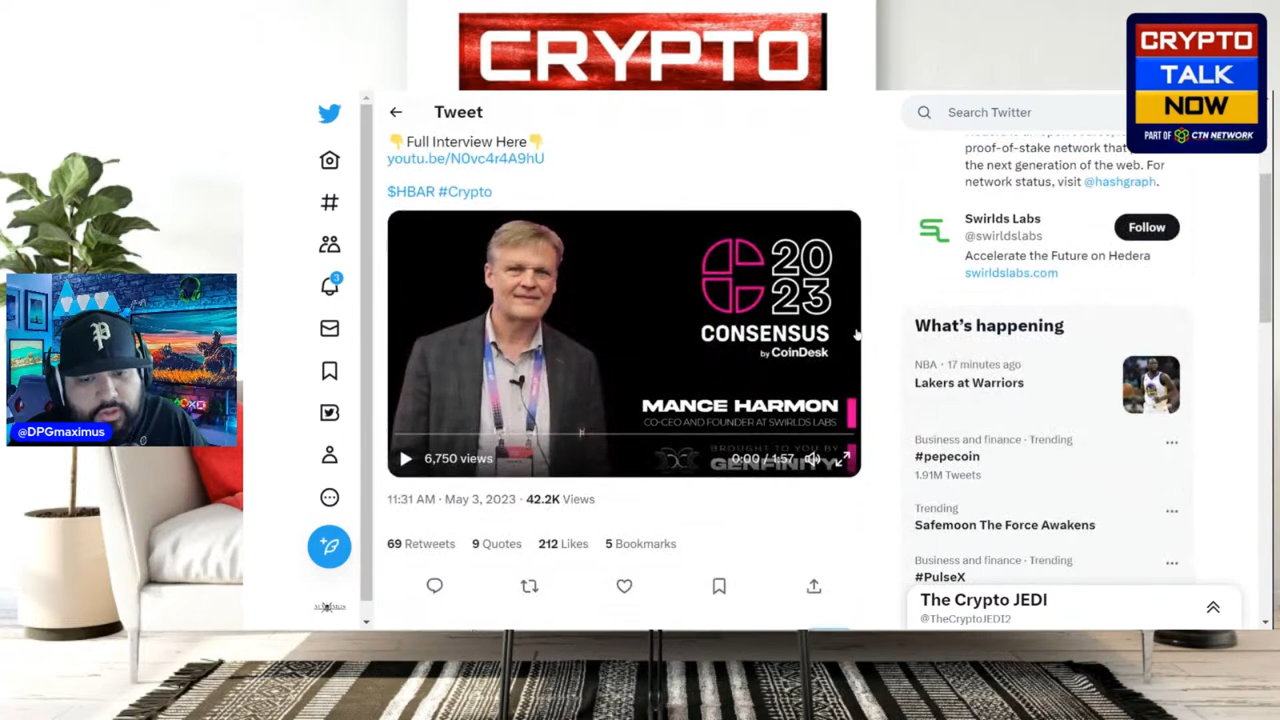 CRYPTO
CRYPTO
TALK
NOW
PART OF CTN NETWORK
Tweet
Search Twitter
👇Full Interview Here👇
youtu.be/N0vc4r4A9hU
$HBAR #Crypto
20
23
CONSENSUS
by CoinDesk
MANCE HARMON
CO-CEO AND FOUNDER AT SWIRLDS LABS
BROUGHT TO YOU BY
GENFINITY
6,750 views
0:00 / 1:57
11:31 AM · May 3, 2023 · 42.2K Views
69 Retweets 9 Quotes 212 Likes 5 Bookmarks
proof-of-stake network that
the next generation of the web. For
network status, visit @hashgraph.
Swirlds Labs
@swirldslabs
Follow
Accelerate the Future on Hedera
swirldslabs.com
What's happening
NBA · 17 minutes ago
Lakers at Warriors
Business and finance · Trending
#pepecoin
1.91M Tweets
Trending
Safemoon The Force Awakens
Business and finance · Trending
#PulseX
The Crypto JEDI
@TheCryptoJEDI2
3
P
@DPGmaximus